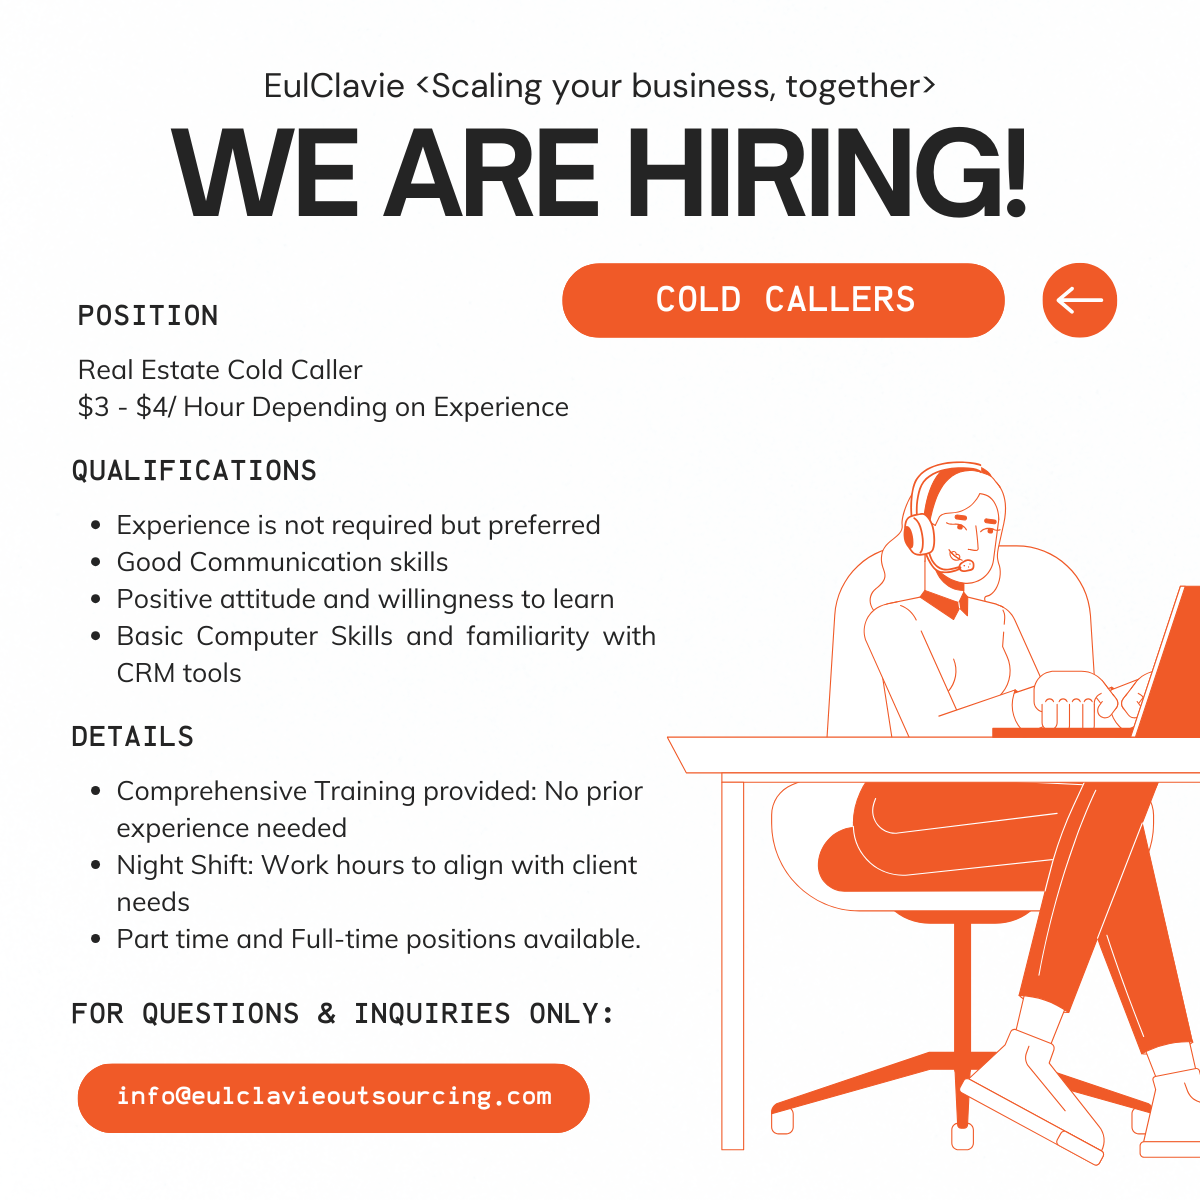 EulClavie <Scaling your business, together>
WE ARE HIRING!
COLD CALLERS
POSITION
Real Estate Cold Caller
$3 - $4/ Hour Depending on Experience
QUALIFICATIONS
• Experience is not required but preferred
• Good Communication skills
• Positive attitude and willingness to learn
• Basic Computer Skills and familiarity with
CRM tools
DETAILS
• Comprehensive Training provided: No prior
experience needed
• Night Shift: Work hours to align with client
needs
• Part time and Full-time positions available.
FOR QUESTIONS & INQUIRIES ONLY:
info@eulclavieoutsourcing.com